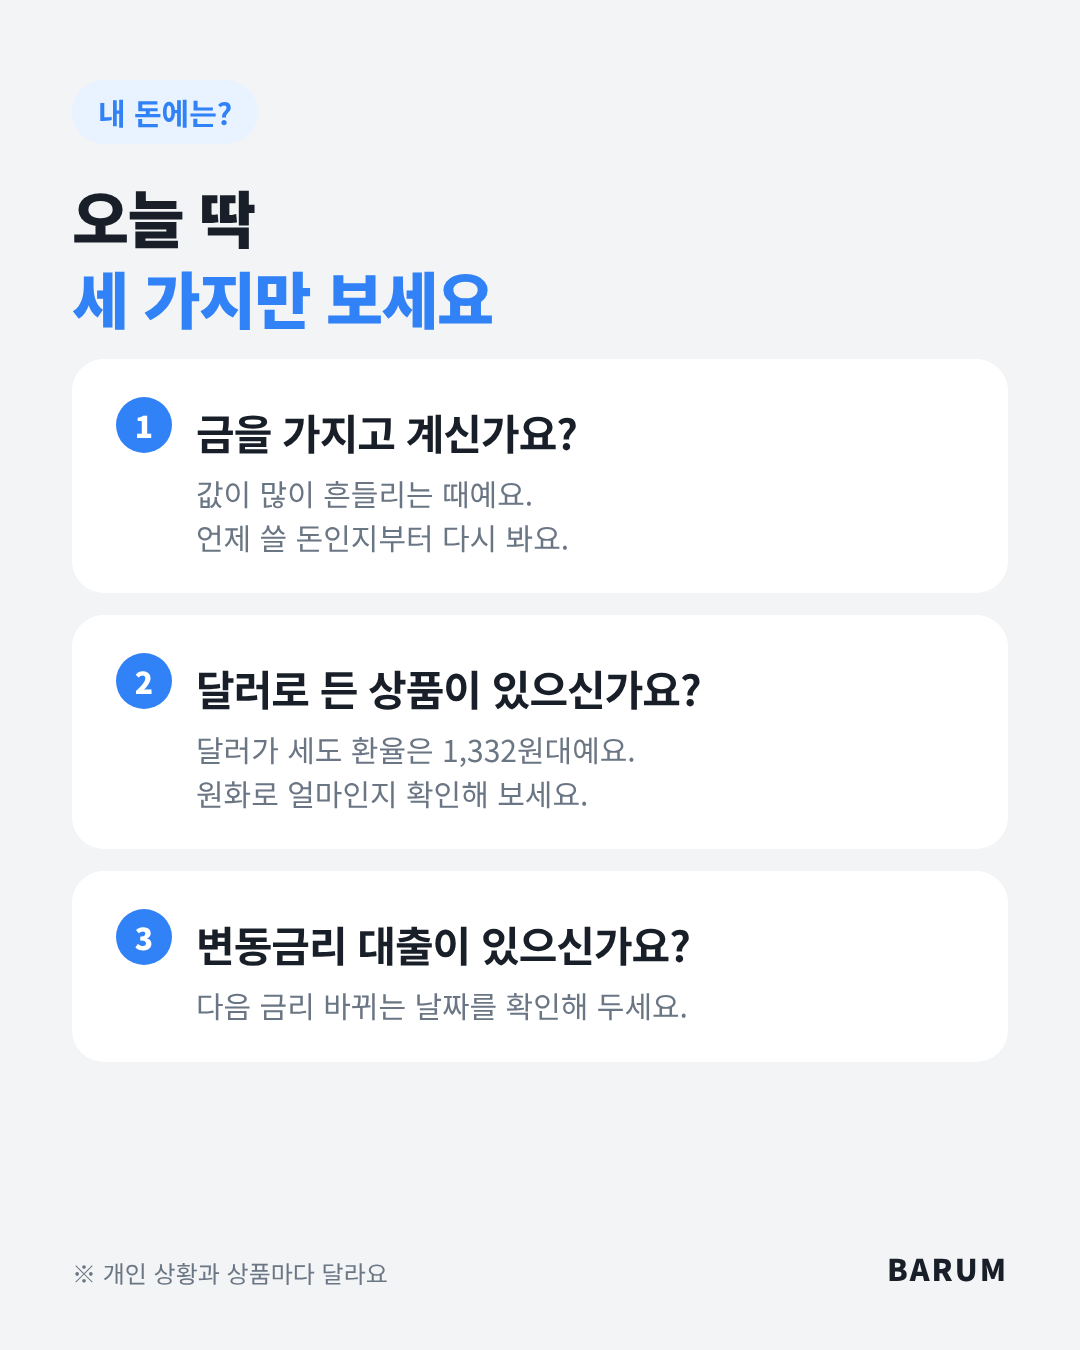 내 돈에는?
오늘 딱
세 가지만 보세요
1 금을 가지고 계신가요?
값이 많이 흔들리는 때예요.
언제 쓸 돈인지부터 다시 봐요.
2 달러로 든 상품이 있으신가요?
달러가 세도 환율은 1,332원대예요.
원화로 얼마인지 확인해 보세요.
3 변동금리 대출이 있으신가요?
다음 금리 바뀌는 날짜를 확인해 두세요.
※ 개인 상황과 상품마다 달라요
BARUM